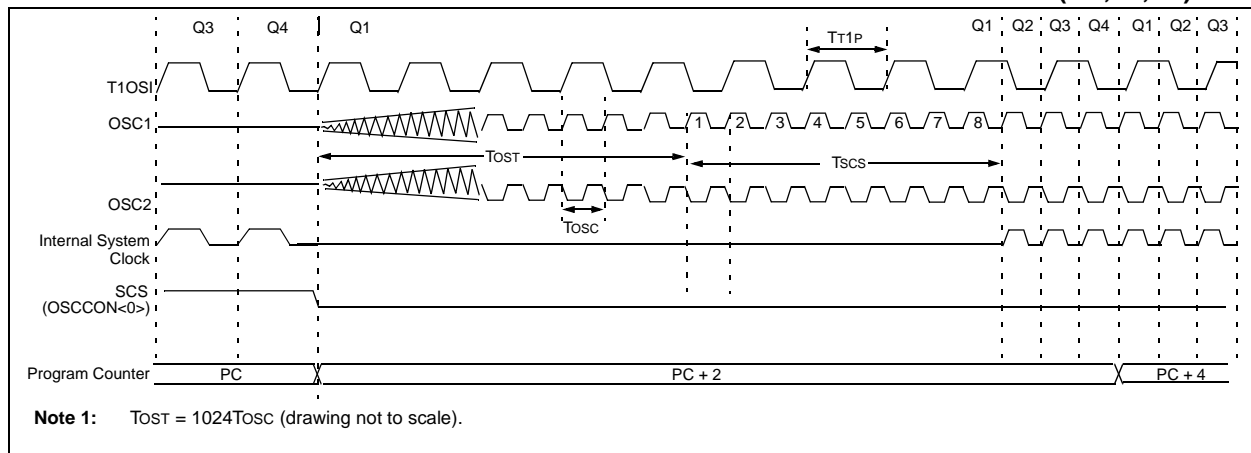 Q3 Q4 Q1 Q1 Q2 Q3 Q4 Q1 Q2 Q3
TT1P
T1OSI
OSC1
1 2 3 4 5 6 7 8
TOST
TSCS
OSC2
TOSC
Internal System
Clock
SCS
(OSCCON<0>)
Program Counter PC PC + 2 PC + 4
Note 1: TOST = 1024TOSC (drawing not to scale).